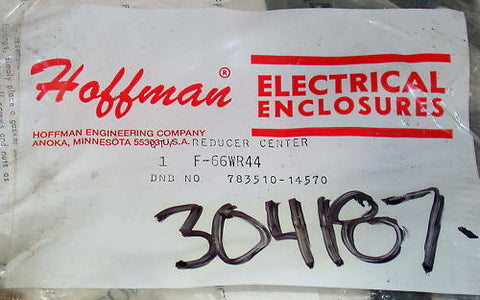 Hoffman®
ELECTRICAL
ENCLOSURES
HOFFMAN ENGINEERING COMPANY
ANOKA, MINNESOTA 55303 U.S.A.
REDUCER CENTER
1 F-66WR44
DNB NO 783510-14570
304187-